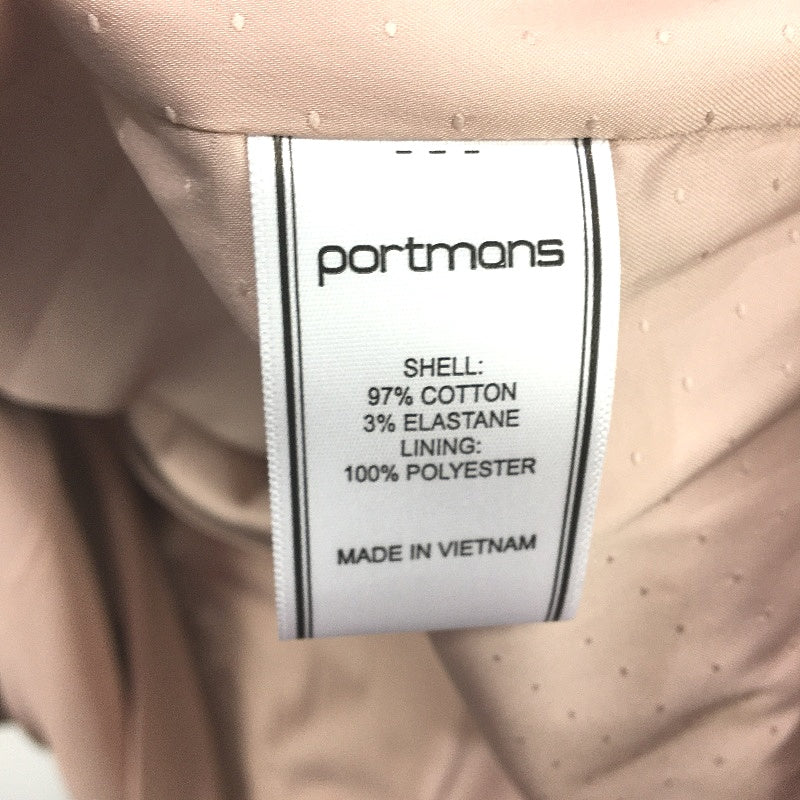 portmans
SHELL:
97% COTTON
3% ELASTANE
LINING:
100% POLYESTER
MADE IN VIETNAM